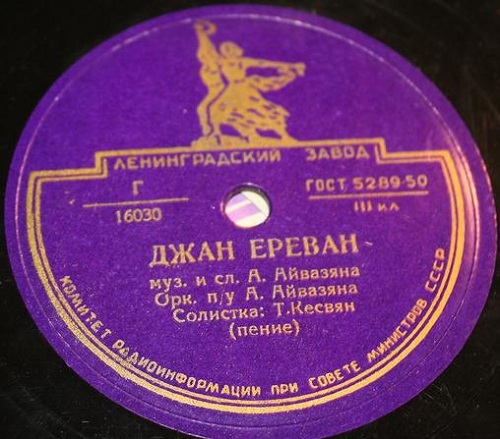 ЛЕНИНГРАДСКИЙ ЗАВОД
Г
16030
ГОСТ 5289-50
III кл
ДЖАН ЕРЕВАН
муз. и сл. А. Айвазяна
Орк. п/у А. Айвазяна
Солистка: Т. Кесвян
(пение)
КОМИТЕТ РАДИОИНФОРМАЦИИ ПРИ СОВЕТЕ МИНИСТРОВ СССР